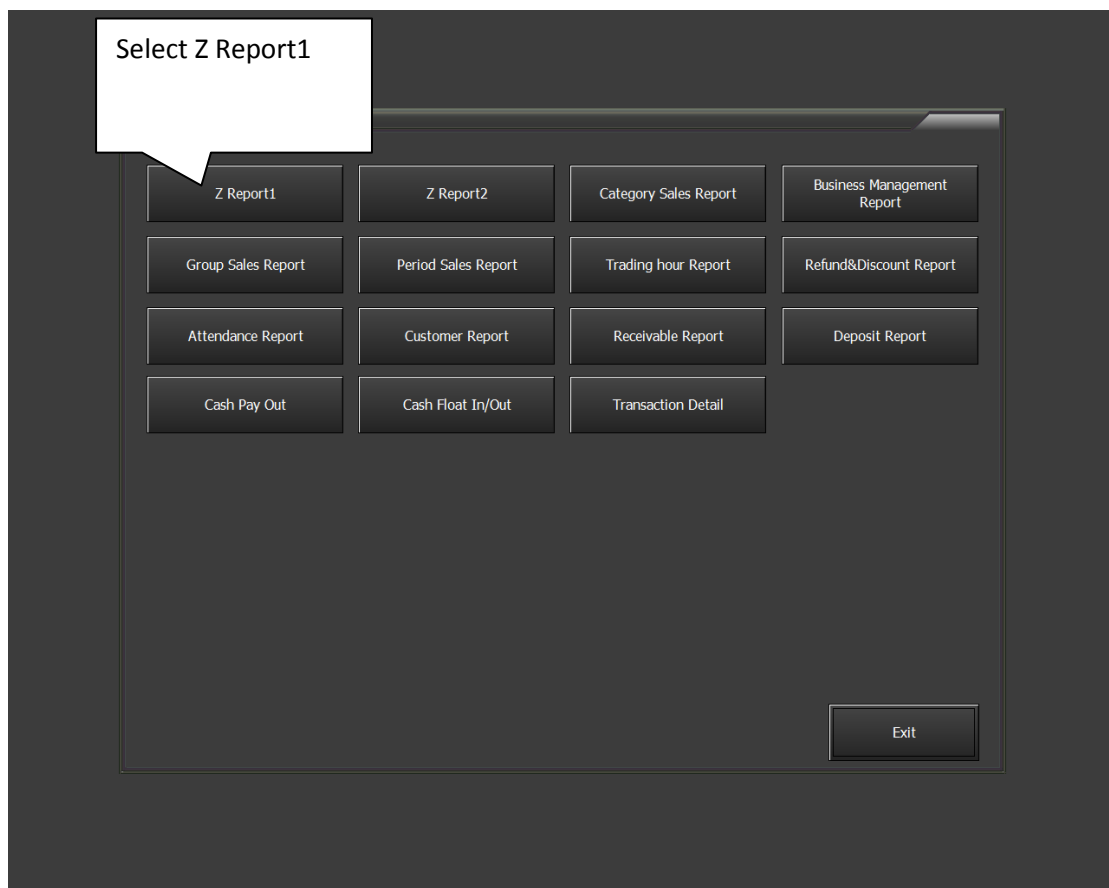 Select Z Report1
Z Report1
Z Report2
Category Sales Report
Business Management
Report
Group Sales Report
Period Sales Report
Trading hour Report
Refund&Discount Report
Attendance Report
Customer Report
Receivable Report
Deposit Report
Cash Pay Out
Cash Float In/Out
Transaction Detail
Exit